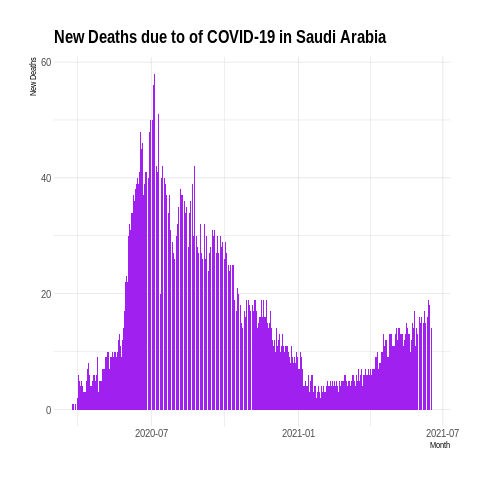 New Deaths due to of COVID-19 in Saudi Arabia
New Deaths
60
40
20
0
2020-07
2021-01
2021-07
Month